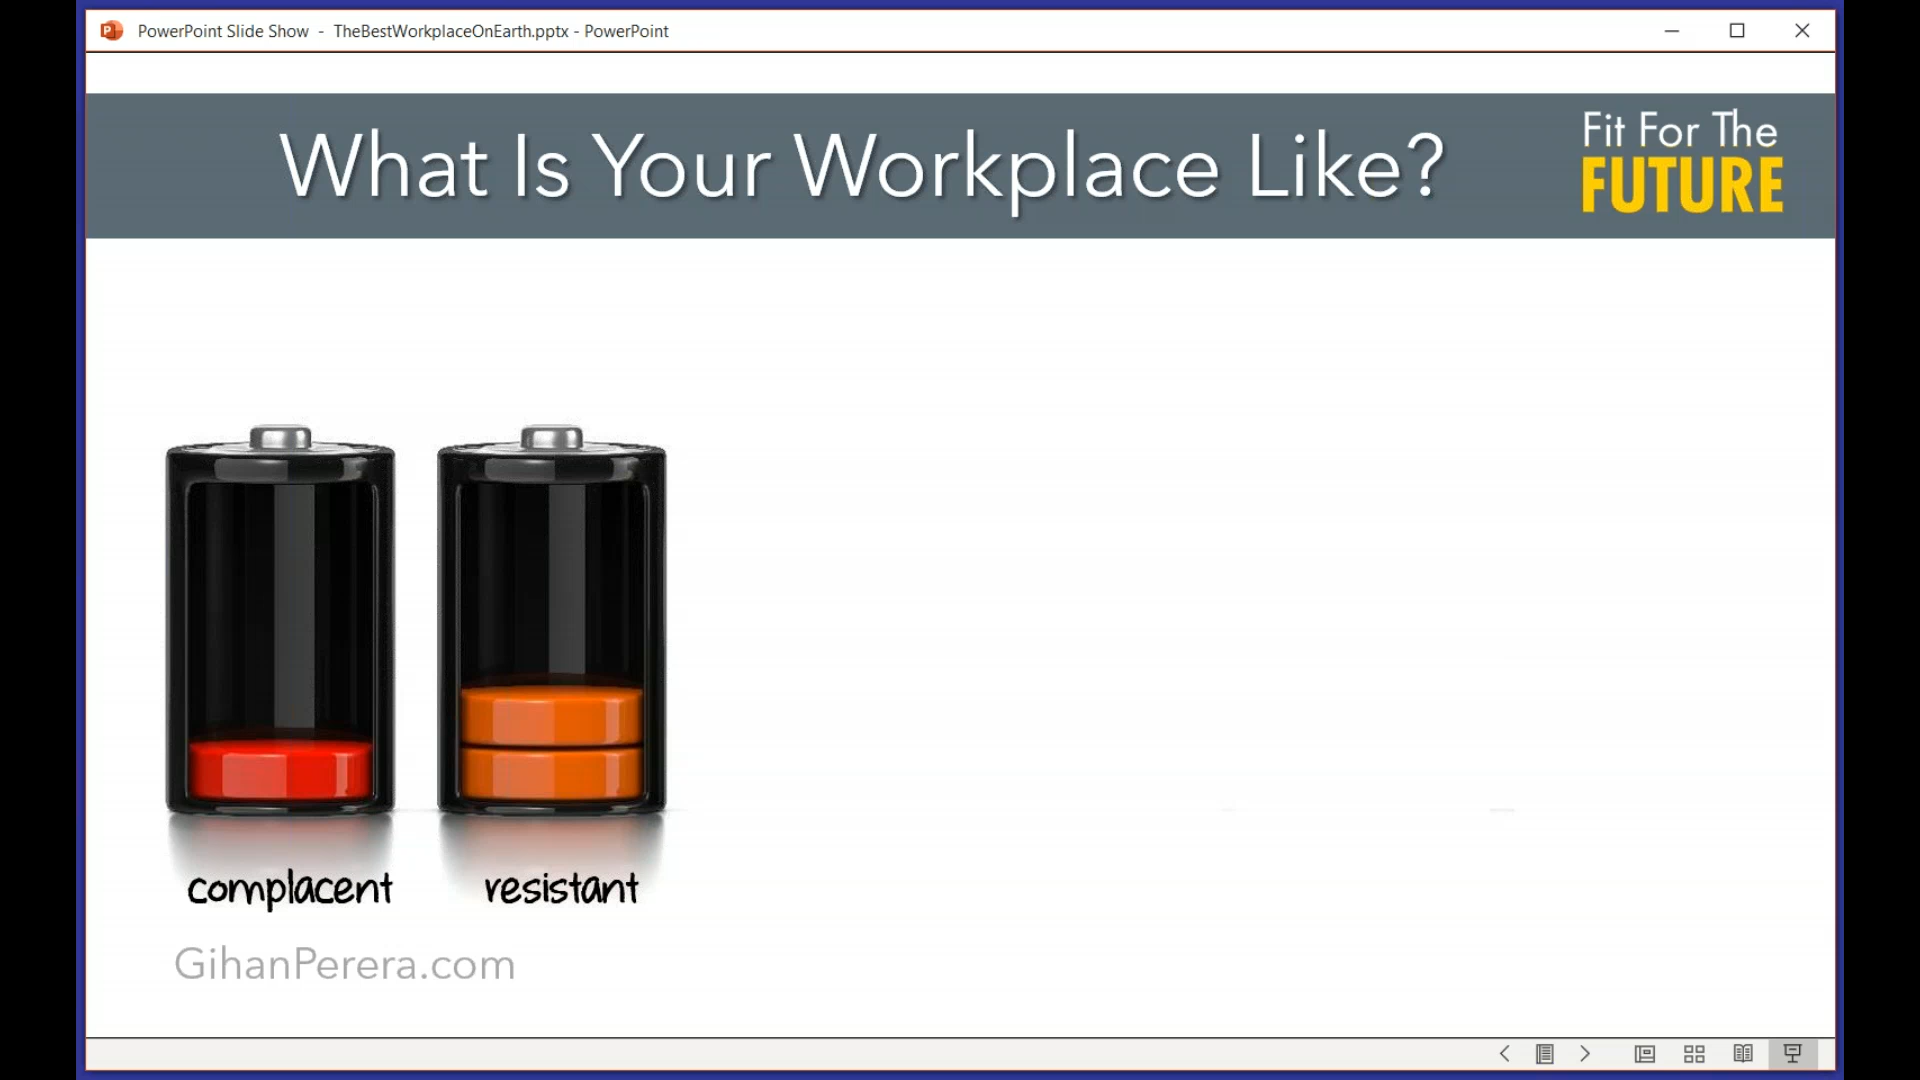 PowerPoint Slide Show - TheBestWorkplaceOnEarth.pptx - PowerPoint
What Is Your Workplace Like?
Fit For The
FUTURE
complacent
resistant
GihanPerera.com